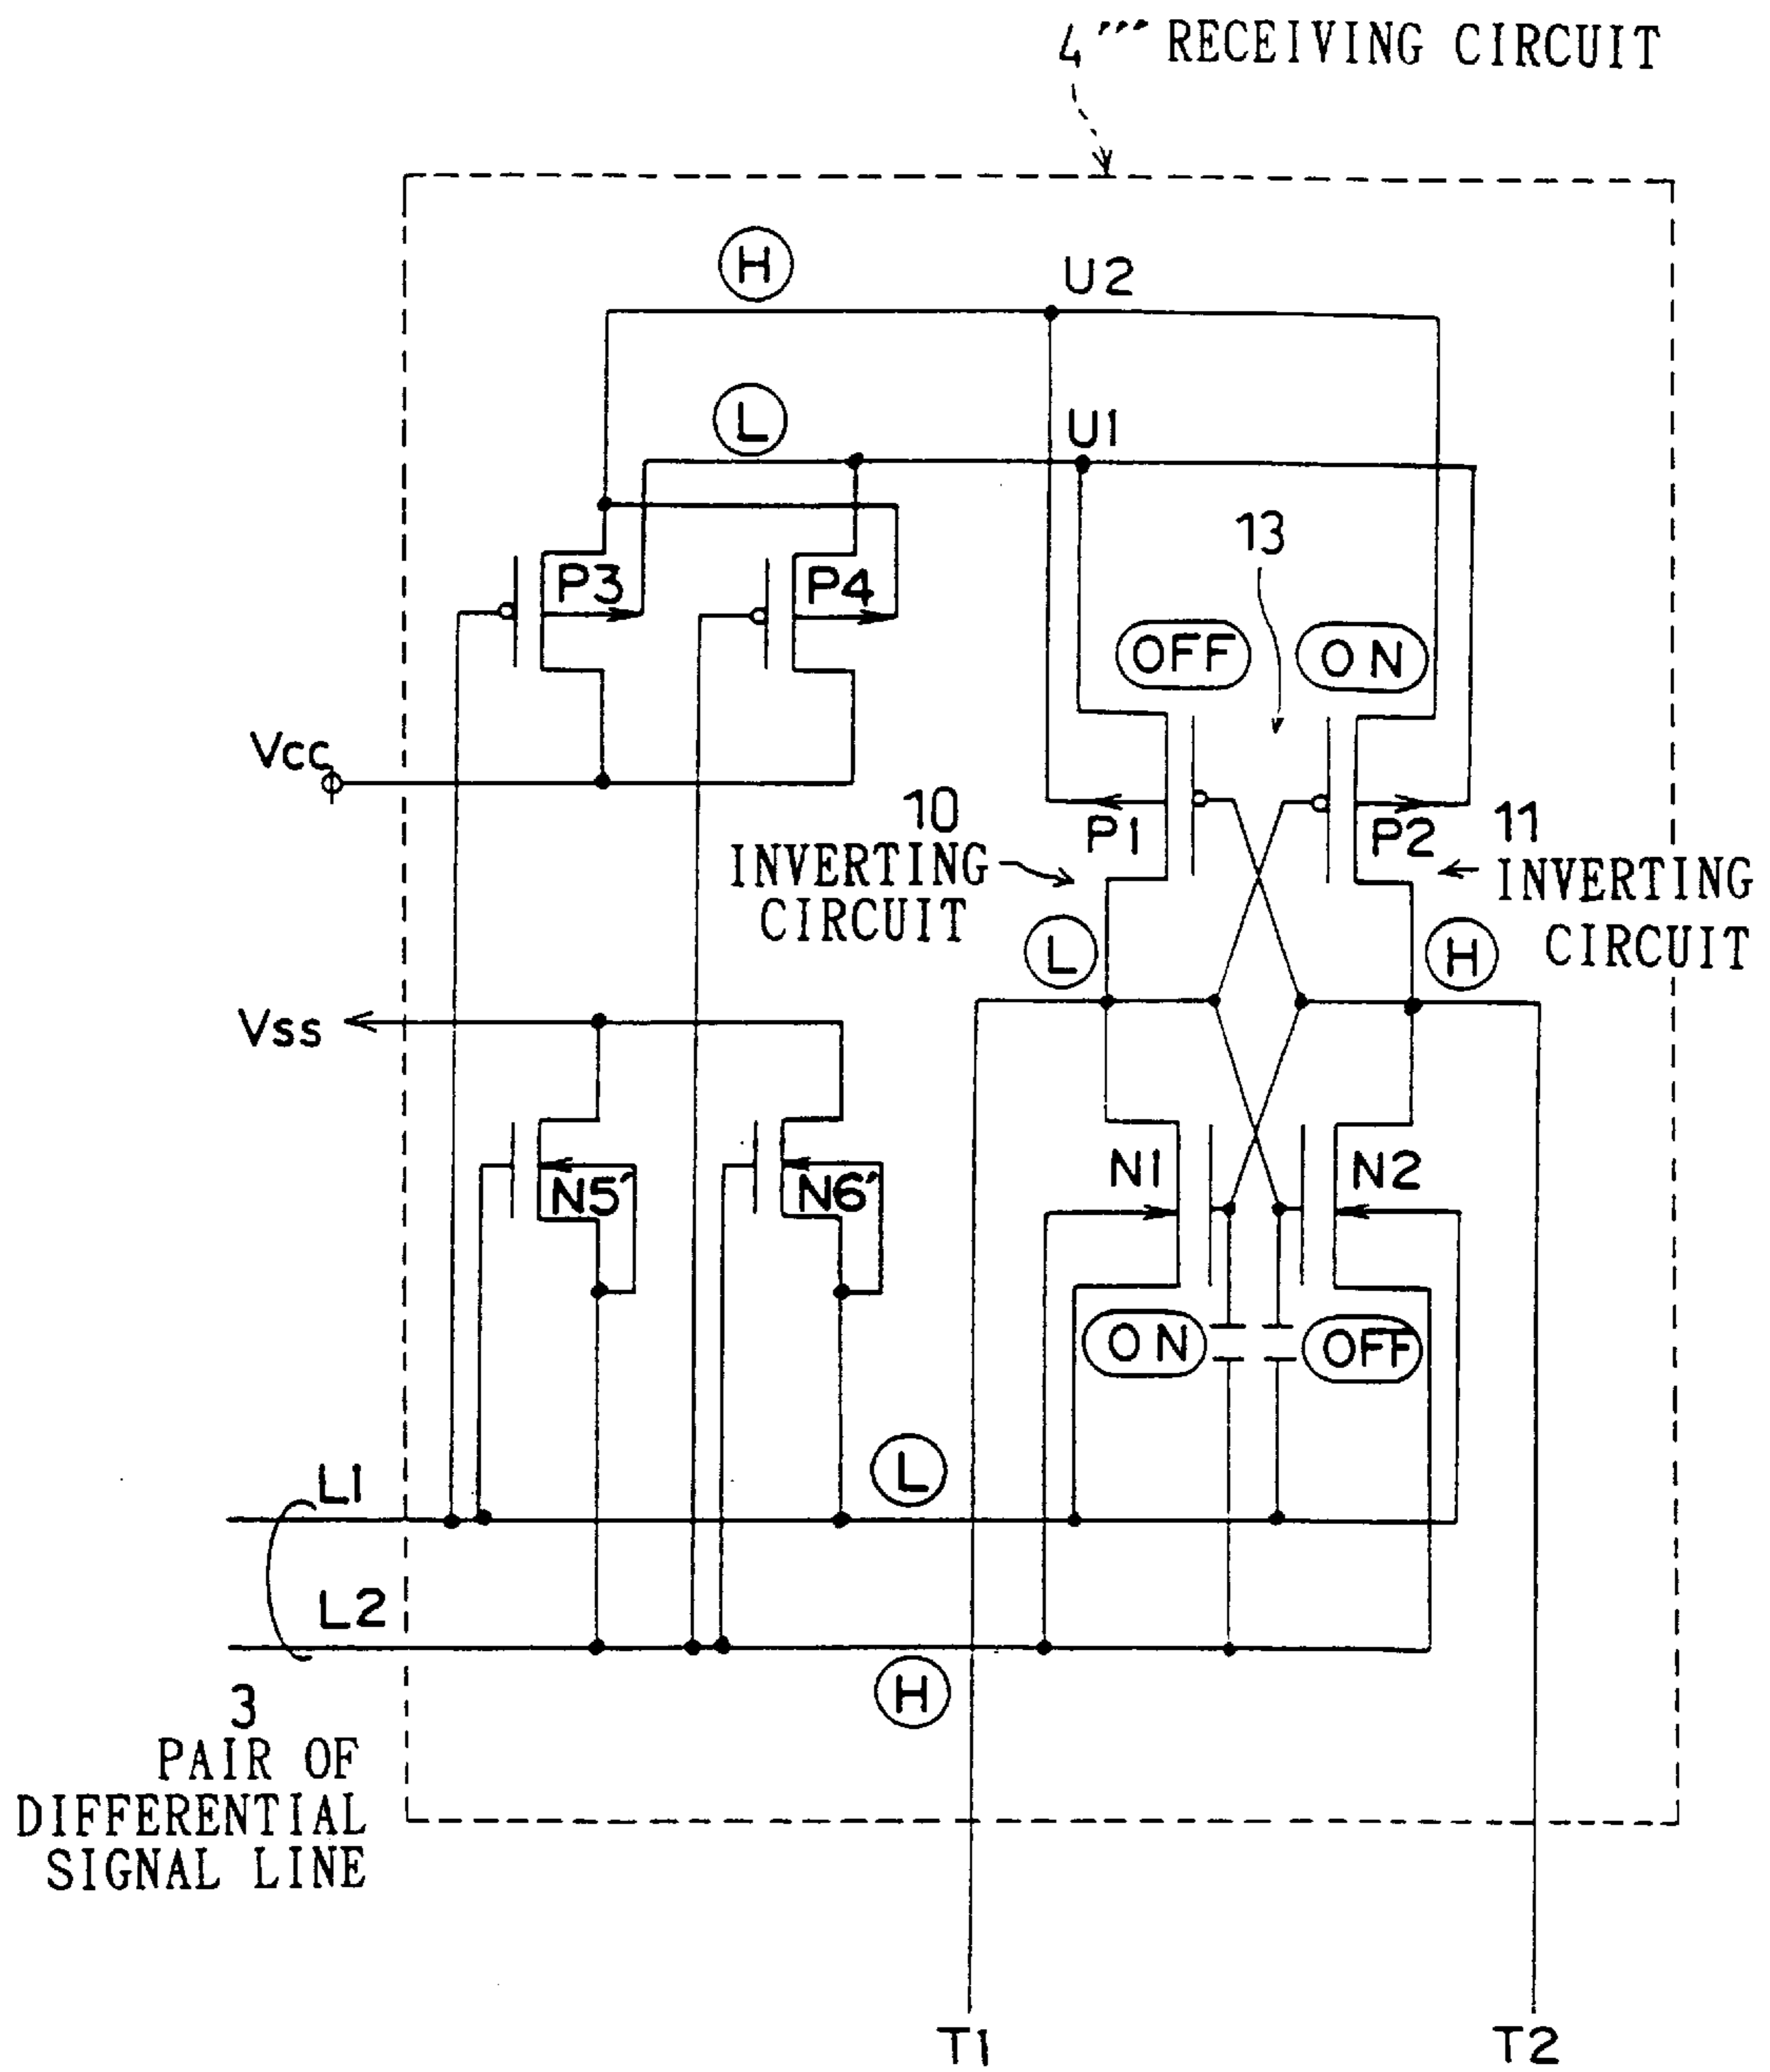 4‴′ RECEIVING CIRCUIT
H
U2
L
U1
13
P3
P4
OFF
ON
Vcc
10
INVERTING
CIRCUIT
P1
P2
11
INVERTING
CIRCUIT
L
H
Vss
N5'
N6'
N1
N2
ON
OFF
L
L1
L2
H
3
PAIR OF
DIFFERENTIAL
SIGNAL LINE
T1
T2